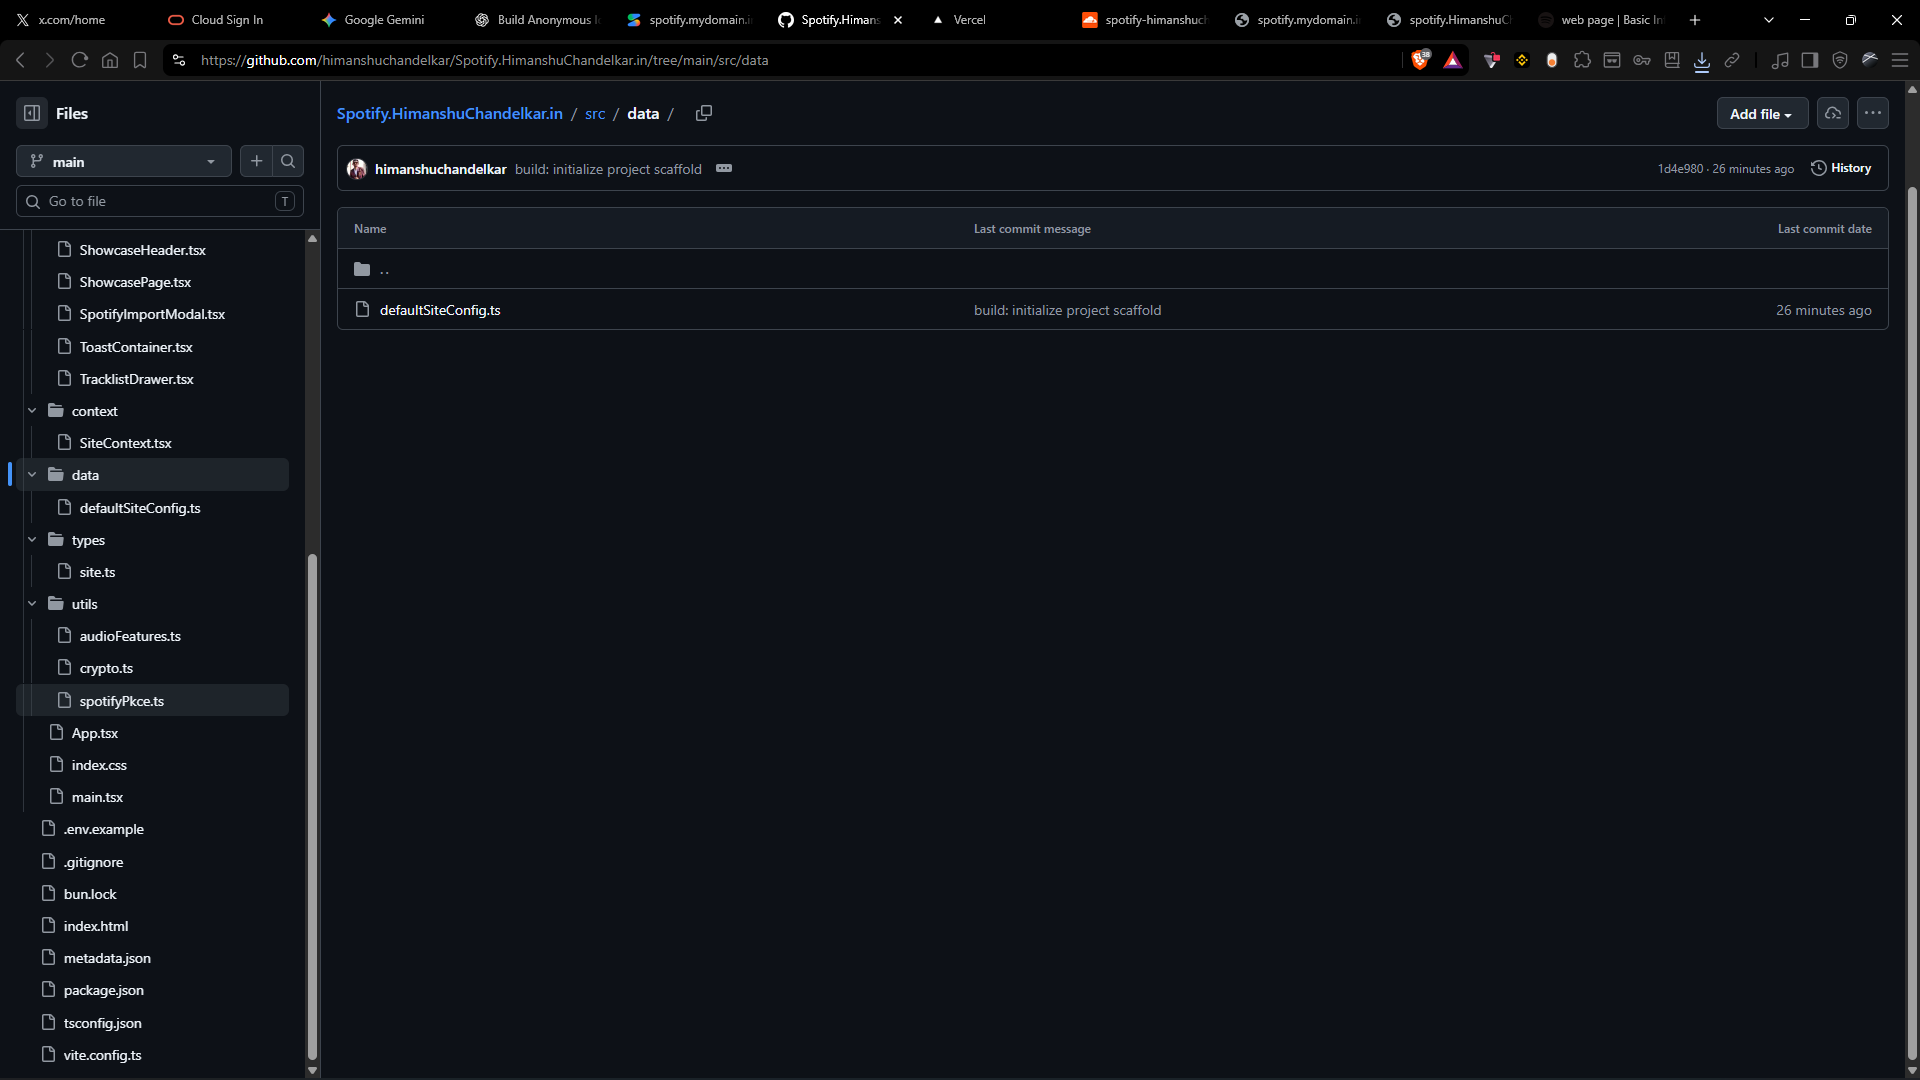 x.com/home
Cloud Sign In
Google Gemini
Build Anonymous I
spotify.mydomain.i
Spotify.Himans
Vercel
spotify-himanshuch
spotify.mydomain.i
spotify.HimanshuC
web page | Basic In
https://github.com/himanshuchandelkar/Spotify.HimanshuChandelkar.in/tree/main/src/data
38
Files
Spotify.HimanshuChandelkar.in / src / data /
Add file
main
himanshuchandelkar build: initialize project scaffold
1d4e980 · 26 minutes ago
History
Go to file
T
Name
Last commit message
Last commit date
..
defaultSiteConfig.ts
build: initialize project scaffold
26 minutes ago
ShowcaseHeader.tsx
ShowcasePage.tsx
SpotifyImportModal.tsx
ToastContainer.tsx
TracklistDrawer.tsx
context
SiteContext.tsx
data
defaultSiteConfig.ts
types
site.ts
utils
audioFeatures.ts
crypto.ts
spotifyPkce.ts
App.tsx
index.css
main.tsx
.env.example
.gitignore
bun.lock
index.html
metadata.json
package.json
tsconfig.json
vite.config.ts